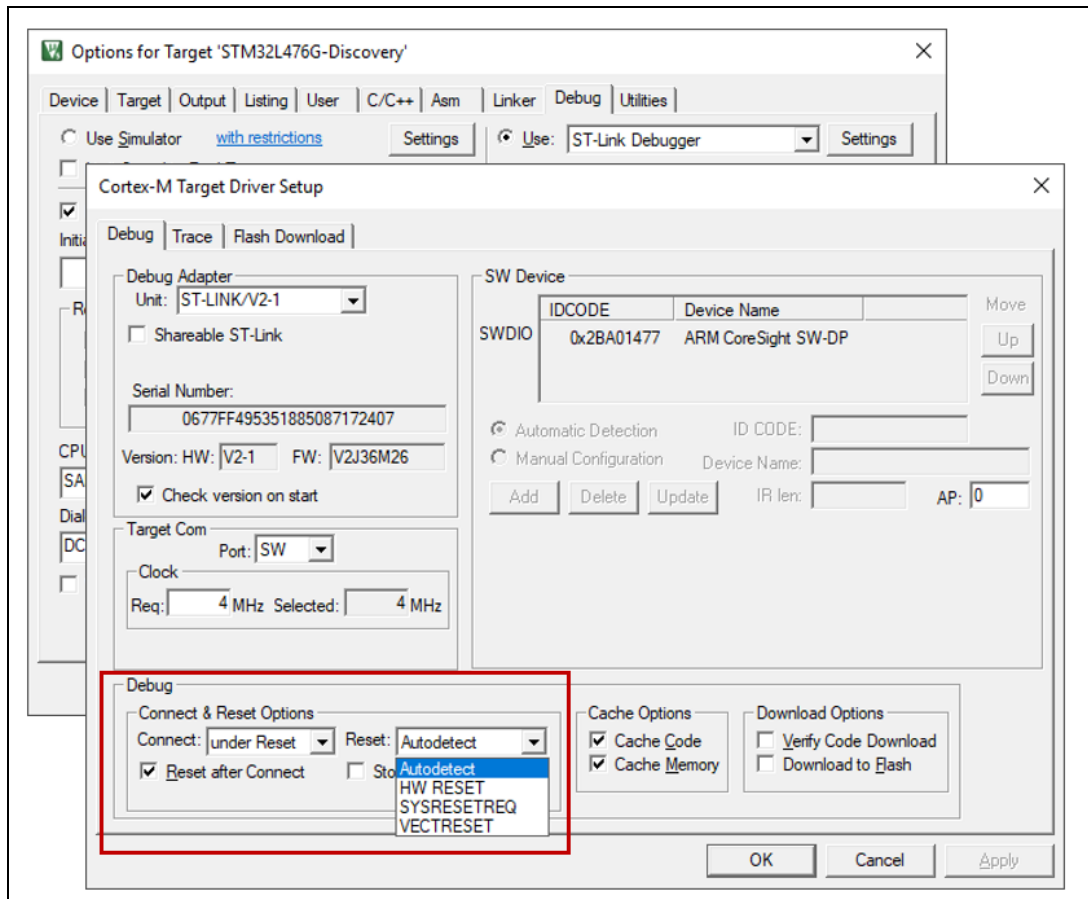 Options for Target 'STM32L476G-Discovery'
Device Target Output Listing User C/C++ Asm Linker Debug Utilities
Use Simulator with restrictions Settings Use: ST-Link Debugger Settings
Cortex-M Target Driver Setup
Debug Trace Flash Download
Debug Adapter
Unit: ST-LINK/V2-1
Shareable ST-Link
Serial Number:
0677FF495351885087172407
Version: HW: V2-1 FW: V2J36M26
Check version on start
Target Com
Port: SW
Clock
Req: 4 MHz Selected: 4 MHz
SW Device
IDCODE Device Name Move
SWDIO 0x2BA01477 ARM CoreSight SW-DP Up
Down
Automatic Detection ID CODE:
Manual Configuration Device Name:
Add Delete Update IR len: AP: 0
Debug
Connect & Reset Options
Connect: under Reset Reset: Autodetect
Reset after Connect
Autodetect
HW RESET
SYSRESETREQ
VECTRESET
Cache Options
Cache Code
Cache Memory
Download Options
Verify Code Download
Download to Flash
OK Cancel Apply